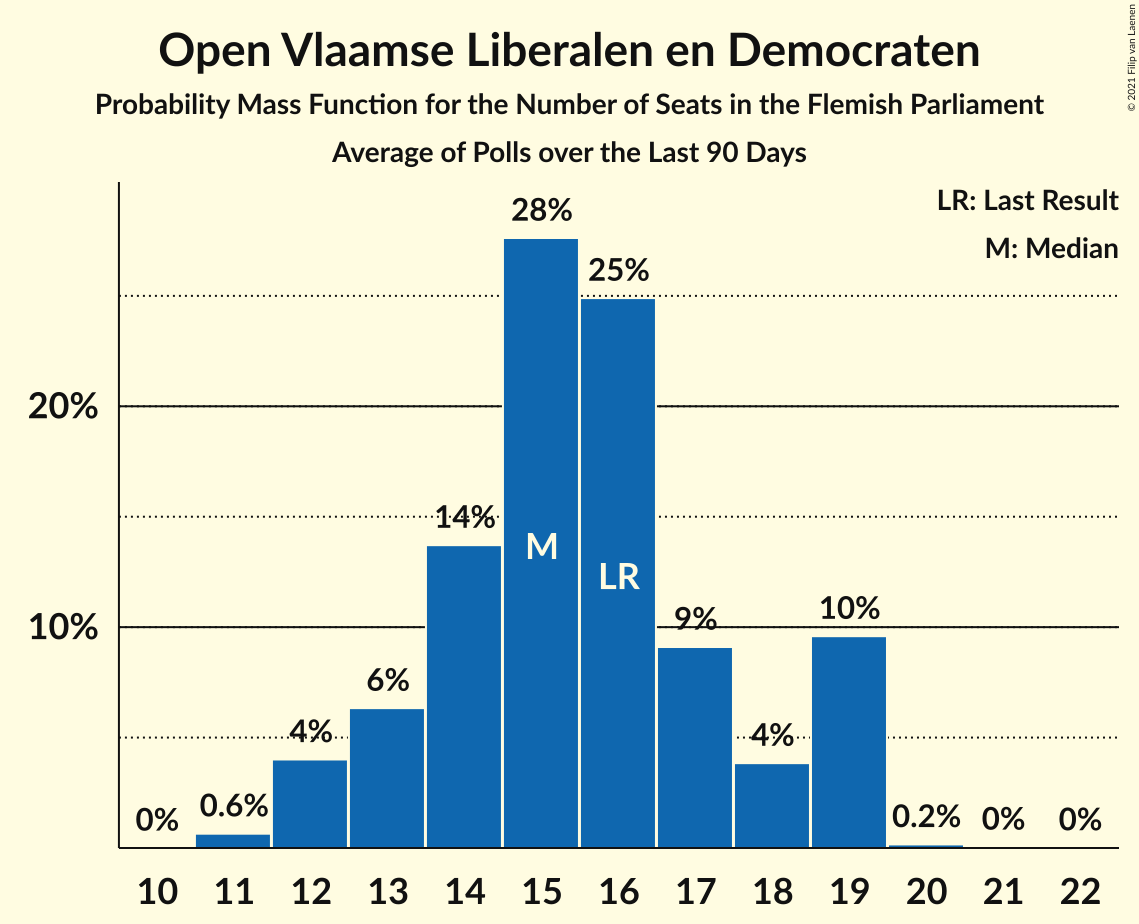 Open Vlaamse Liberalen en Democraten
Probability Mass Function for the Number of Seats in the Flemish Parliament
Average of Polls over the Last 90 Days
© 2021 Filip van Laenen
LR: Last Result
M: Median
28%
25%
20%
14%
M
LR
10%
9%
10%
6%
4%
4%
0%
0.6%
0.2%
0%
0%
10 11 12 13 14 15 16 17 18 19 20 21 22